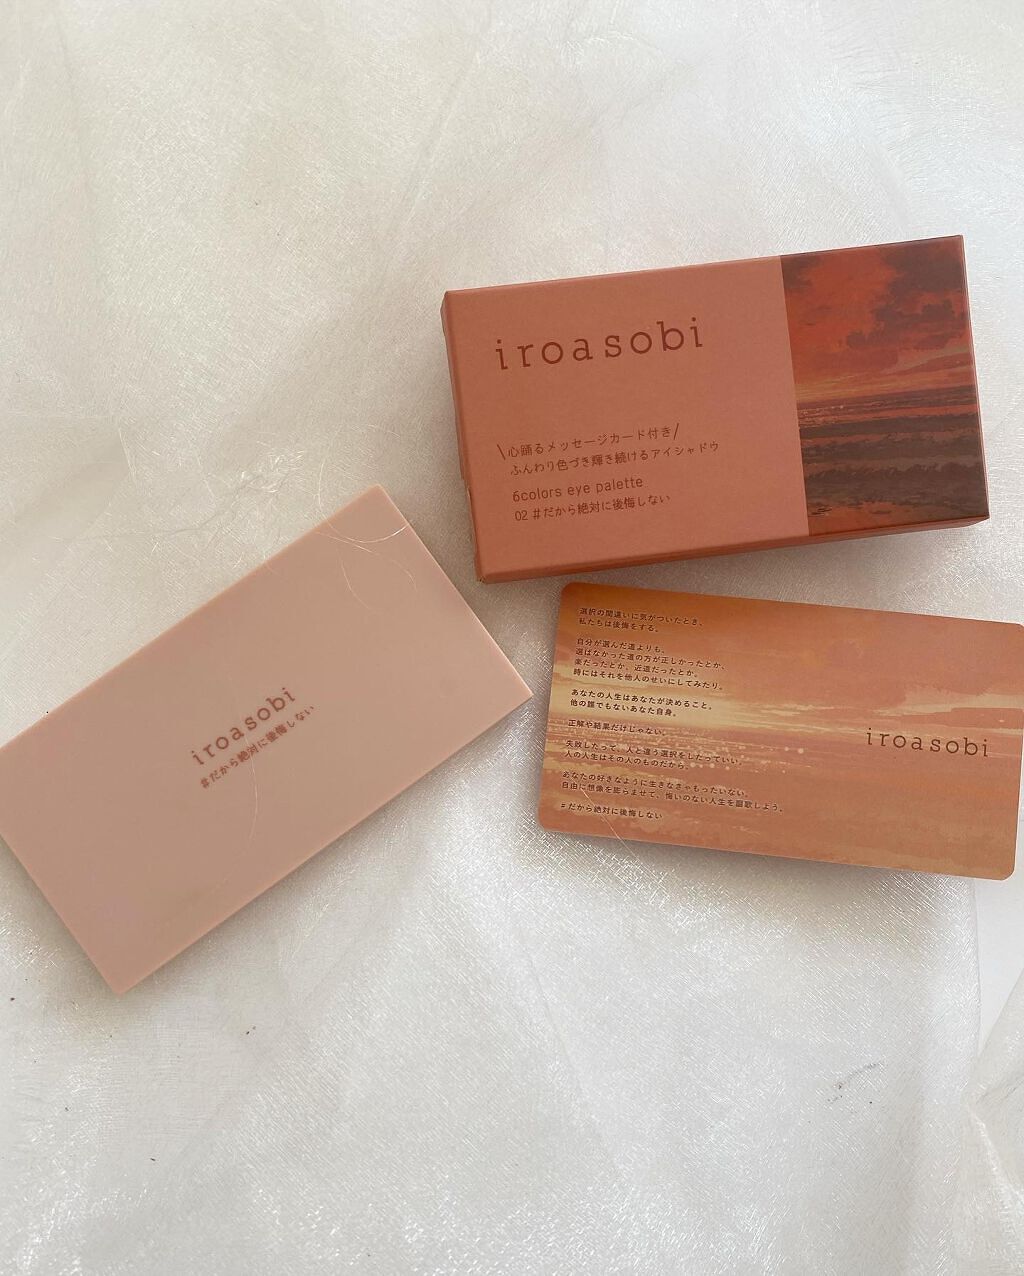 iroasobi
\心踊るメッセージカード付き/
ふんわり色づき輝き続けるアイシャドウ
6colors eye palette
02 #だから絶対に後悔しない
iroasobi
#だから絶対に後悔しない
選択の間違いに気がついたとき、
私たちは後悔をする。
自分が選んだ道よりも、
選ばなかった道の方が正しかったとか、
楽だったとか、近道だったとか。
時にはそれを他人のせいにしてみたり。
あなたの人生はあなたが決めること。
他の誰でもないあなた自身。
正解や結果だけじゃない。
失敗したって、人と違う選択をしたっていい。
人の人生はその人のものだから。
あなたの好きなように生きなきゃもったいない。
自由に想像を膨らませて、悔いのない人生を謳歌しよう。
#だから絶対に後悔しない
iroasobi